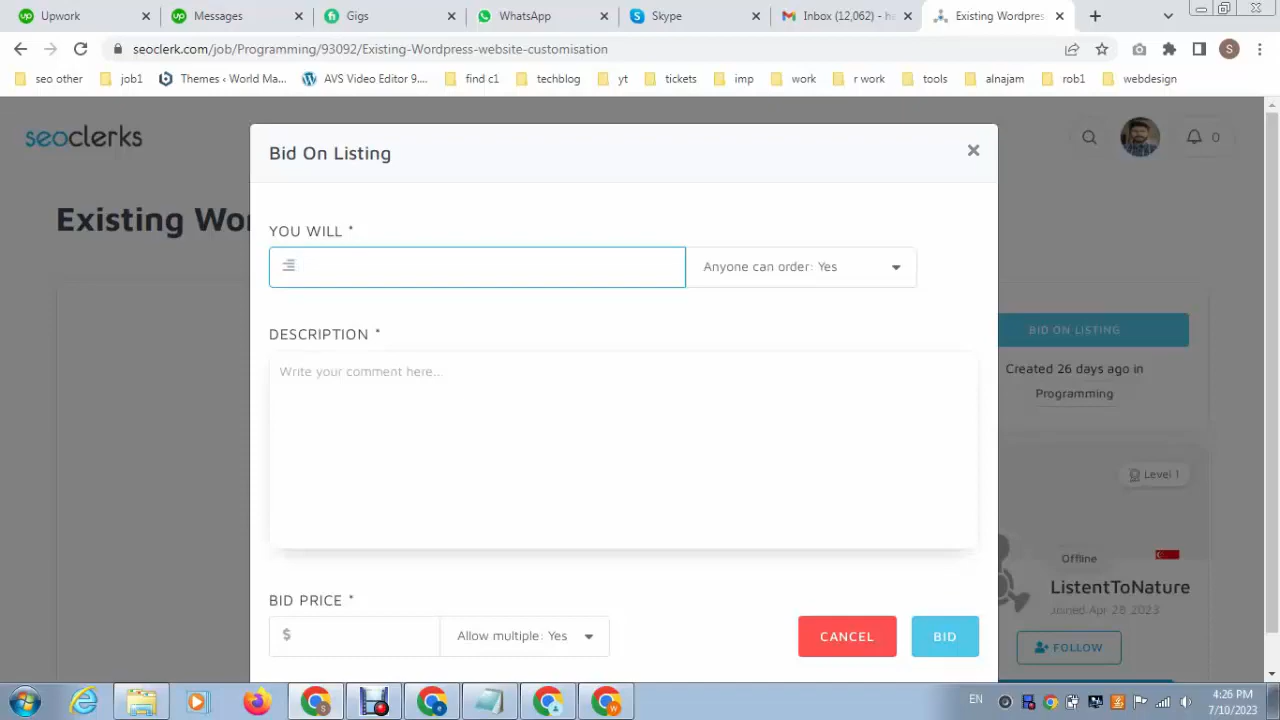 Upwork
Messages
Gigs
WhatsApp
Skype
Inbox (12,062) - ha
Existing Wordpres
seoclerk.com/job/Programming/93092/Existing-Wordpress-website-customisation
S
seo other
job1
Themes ‹ World Ma...
AVS Video Editor 9....
find c1
techblog
yt
tickets
imp
work
r work
tools
alnajam
rob1
webdesign
seoclerks
0
Existing Wo
Bid On Listing
YOU WILL *
Anyone can order: Yes
DESCRIPTION *
Write your comment here...
BID PRICE *
$
Allow multiple: Yes
CANCEL
BID
BID ON LISTING
Created 26 days ago in
Programming
Level 1
Offline
ListentToNature
Joined Apr 28 2023
FOLLOW
EN
4:26 PM
7/10/2023